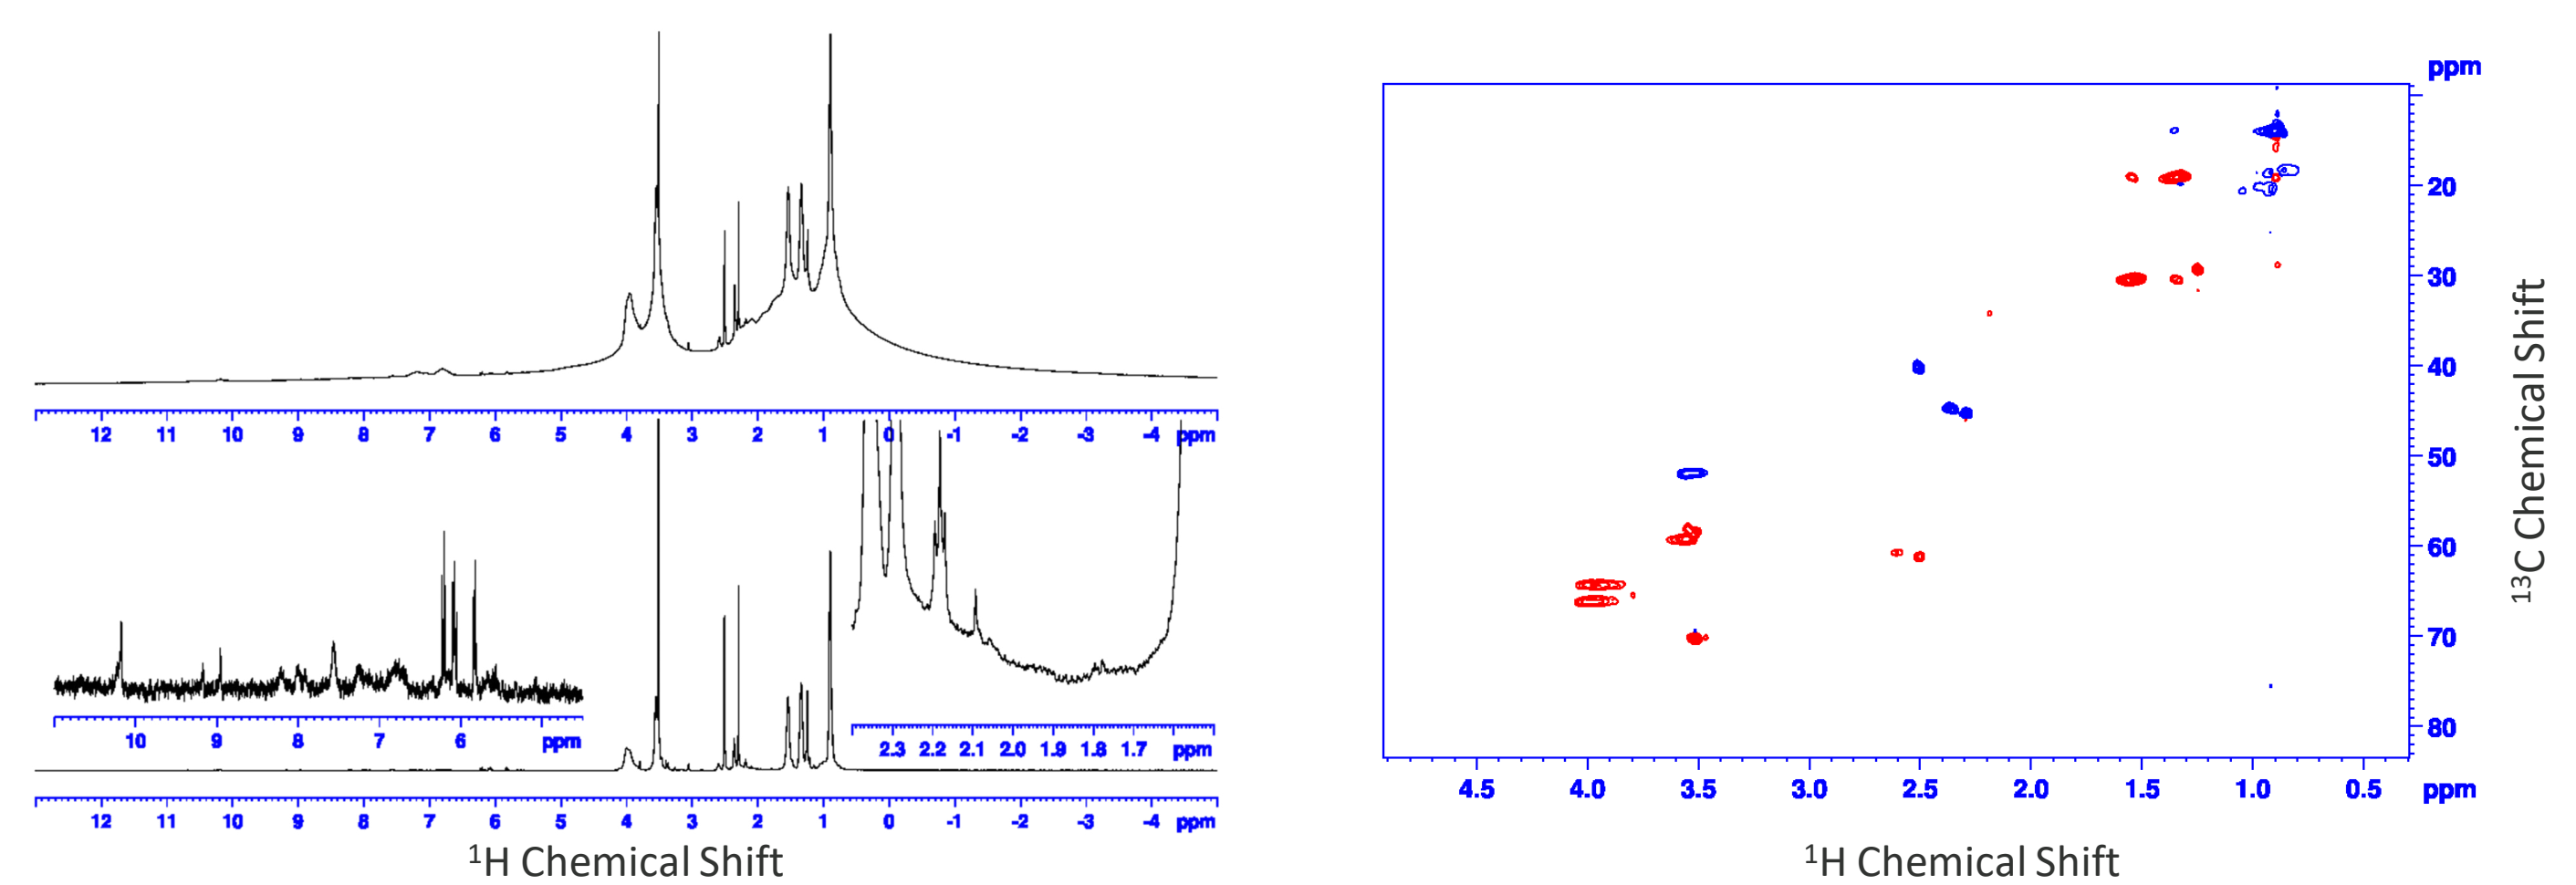 12 11 10 9 8 7 6 5 4 3 2 1 0 -1 -2 -3 -4 ppm
10 9 8 7 6 ppm
2.3 2.2 2.1 2.0 1.9 1.8 1.7 ppm
12 11 10 9 8 7 6 5 4 3 2 1 0 -1 -2 -3 -4 ppm
¹H Chemical Shift
ppm
20
30
40
50
60
70
80
4.5 4.0 3.5 3.0 2.5 2.0 1.5 1.0 0.5 ppm
¹H Chemical Shift
¹³C Chemical Shift